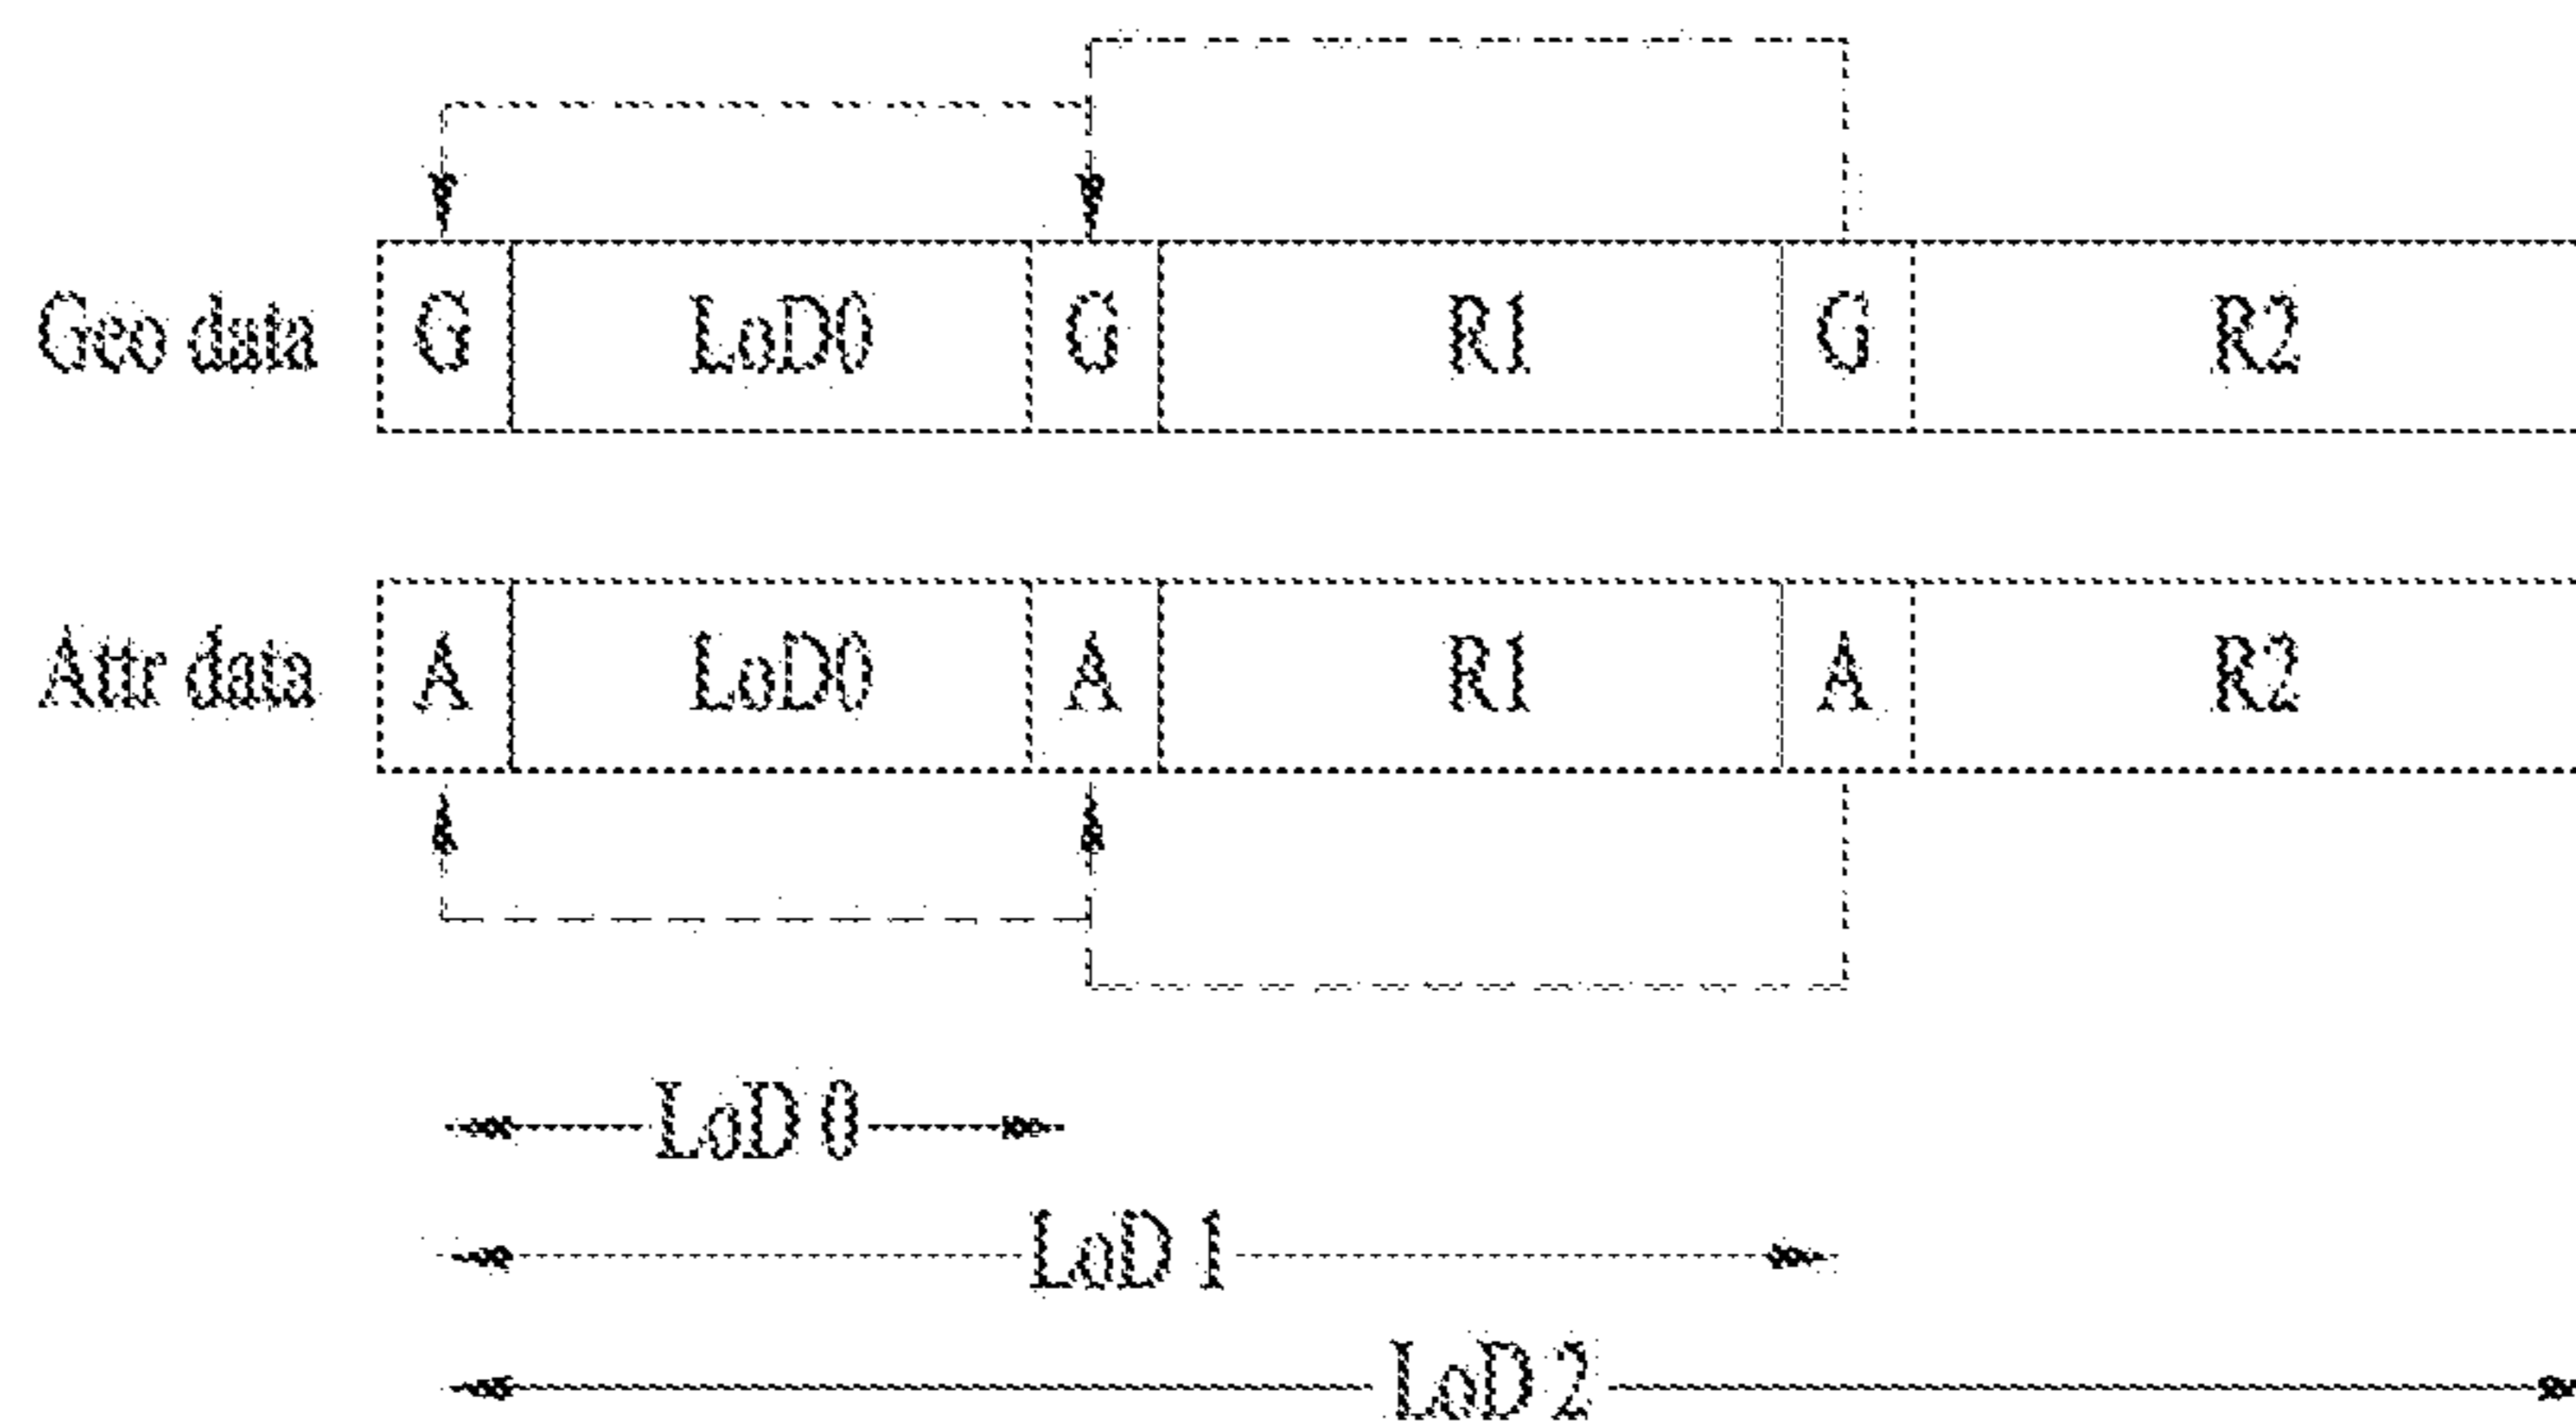 Geo data G LoD0 G R1 G R2
Attr data A LoD0 A R1 A R2
LoD 0
LoD 1
LoD 2